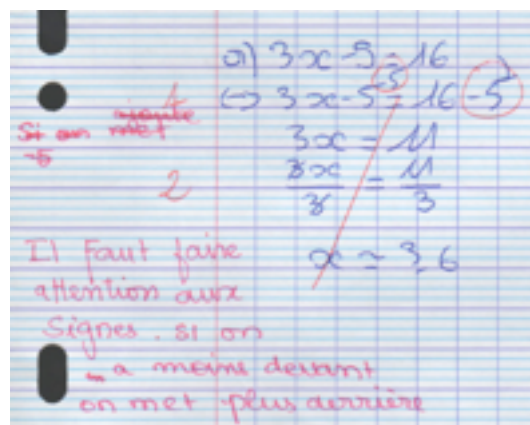 a) 3x-5=16
1 <-> 3x-5-5=16-5
Si on ajoute met
-5
3x = 11
2 3x/3 = 11/3
x ≃ 3,6
Il faut faire
attention aux
Signes. si on
a moins devant
on met plus derrière